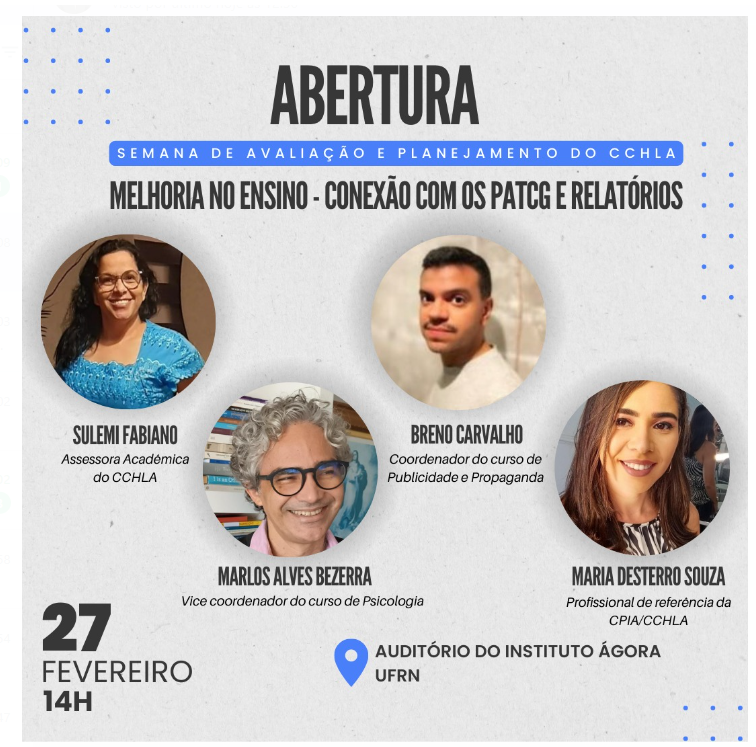 ABERTURA
SEMANA DE AVALIAÇÃO E PLANEJAMENTO DO CCHLA
MELHORIA NO ENSINO - CONEXÃO COM OS PATCG E RELATÓRIOS
SULEMI FABIANO
Assessora Acadêmica
do CCHLA
BRENO CARVALHO
Coordenador do curso de
Publicidade e Propaganda
MARLOS ALVES BEZERRA
Vice coordenador do curso de Psicologia
MARIA DESTERRO SOUZA
Profissional de referência da
CPIA/CCHLA
27
FEVEREIRO
14H
AUDITÓRIO DO INSTITUTO ÁGORA
UFRN